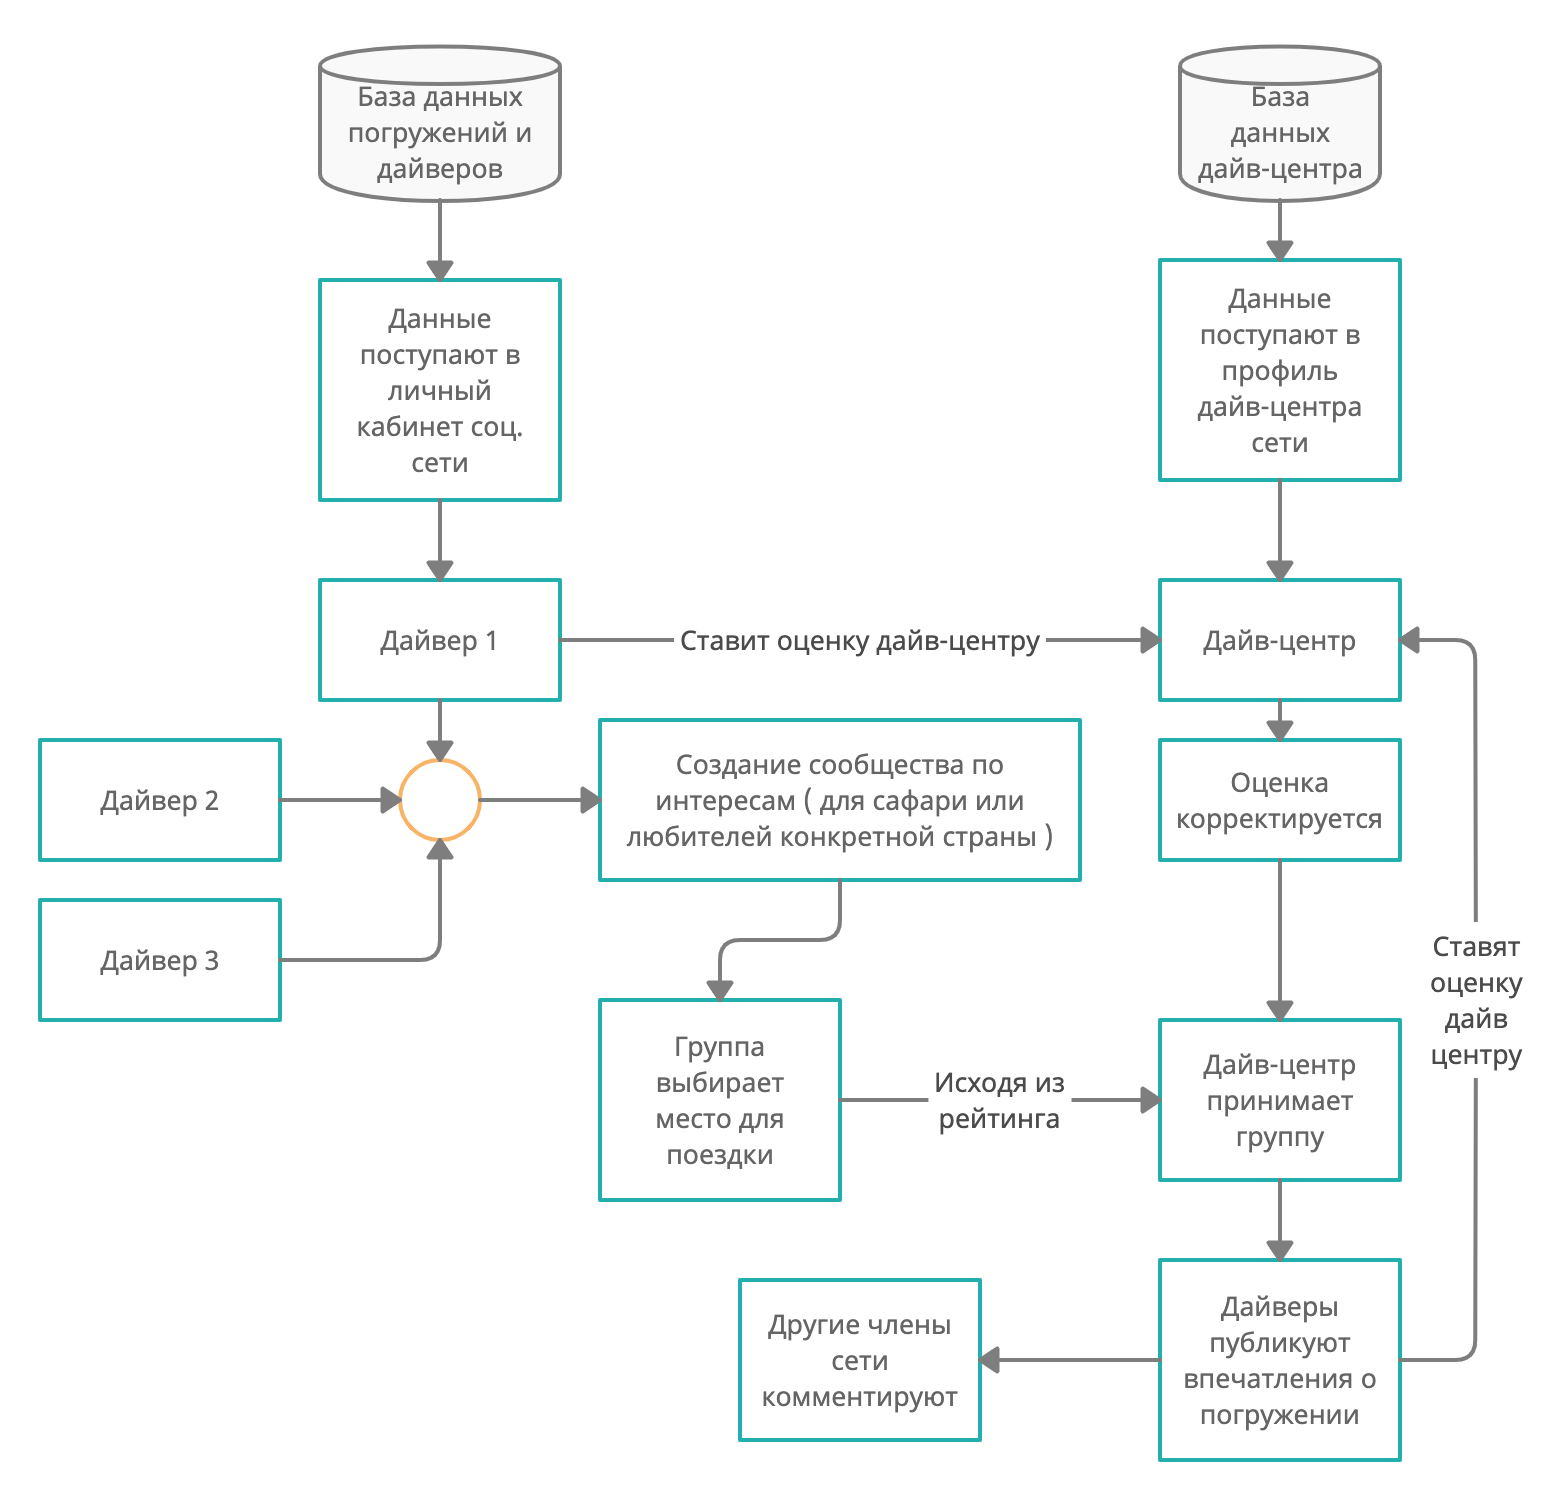 База данных
погружений и
дайверов
База
данных
дайв-центра
Данные
поступают в
личный
кабинет соц.
сети
Данные
поступают в
профиль
дайв-центра
сети
Дайвер 1
Ставит оценку дайв-центру
Дайв-центр
Дайвер 2
Создание сообщества по
интересам ( для сафари или
любителей конкретной страны )
Оценка
корректируется
Дайвер 3
Ставят
оценку
дайв
центру
Группа
выбирает
место для
поездки
Исходя из
рейтинга
Дайв-центр
принимает
группу
Другие члены
сети
комментируют
Дайверы
публикуют
впечатления о
погружении